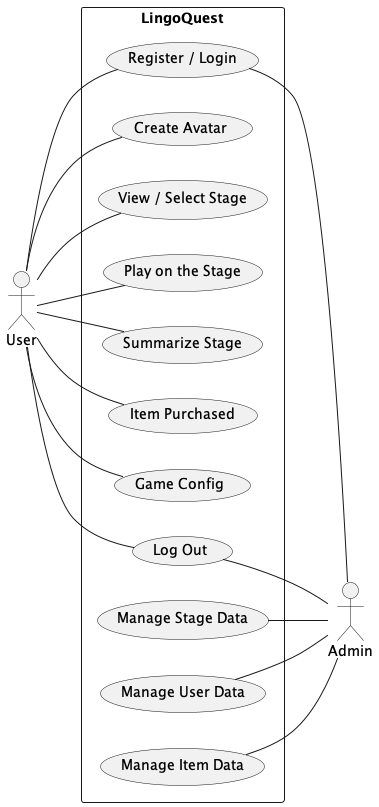 LingoQuest
Register / Login
Create Avatar
View / Select Stage
Play on the Stage
User
Summarize Stage
Item Purchased
Game Config
Log Out
Manage Stage Data
Admin
Manage User Data
Manage Item Data